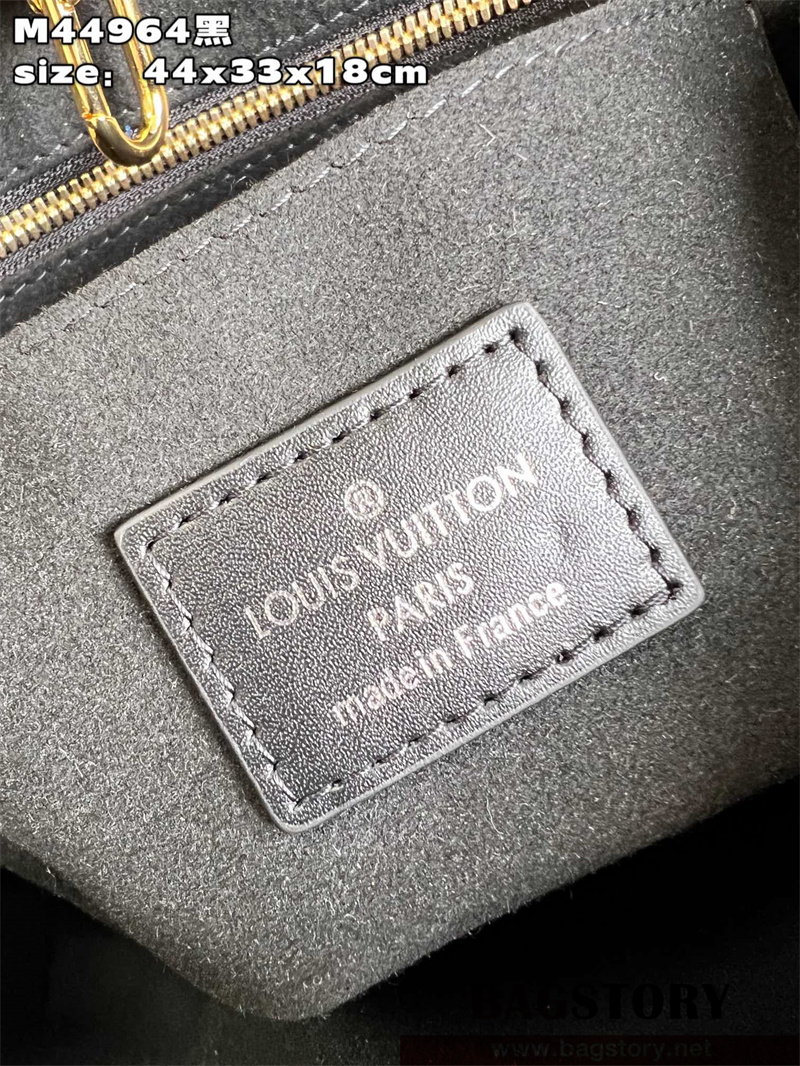 M44964黑
size：44x33x18cm
®
LOUIS VUITTON
PARIS
made in France
BAGSTORY
www.bagstory.net